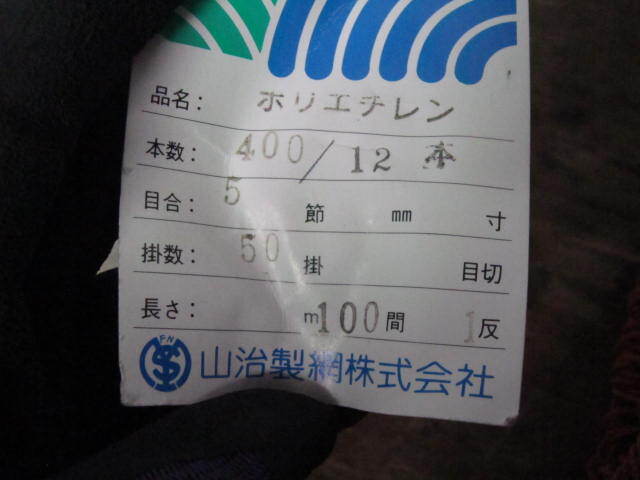 品名: ポリエチレン
本数: 400/12本
目合: 5 節 mm 寸
掛数: 50 掛 目切
長さ: m 100 間 1 反
FN 山治製網株式会社